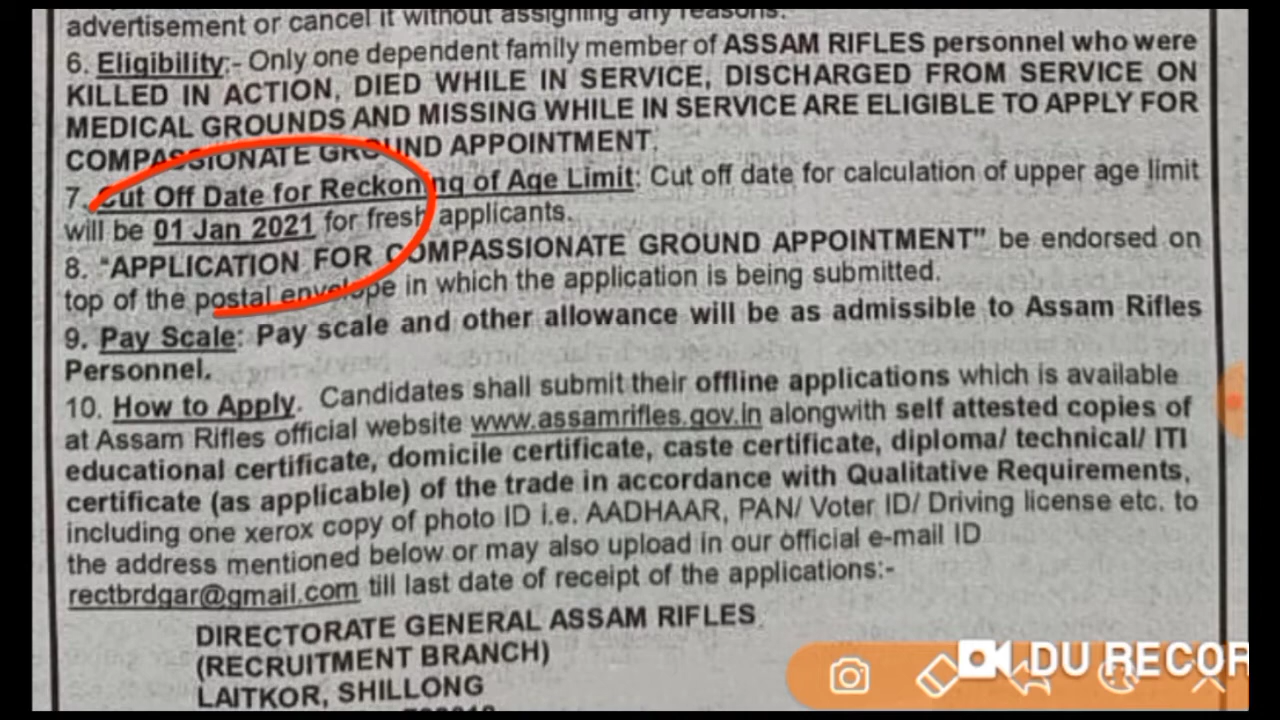 advertisement or cancel it without assigning any reasons.
6. Eligibility:- Only one dependent family member of ASSAM RIFLES personnel who were
KILLED IN ACTION, DIED WHILE IN SERVICE, DISCHARGED FROM SERVICE ON
MEDICAL GROUNDS AND MISSING WHILE IN SERVICE ARE ELIGIBLE TO APPLY FOR
COMPASSIONATE GROUND APPOINTMENT.
7. Cut Off Date for Reckoning of Age Limit: Cut off date for calculation of upper age limit
will be 01 Jan 2021 for fresh applicants.
8. "APPLICATION FOR COMPASSIONATE GROUND APPOINTMENT" be endorsed on
top of the postal envelope in which the application is being submitted.
9. Pay Scale: Pay scale and other allowance will be as admissible to Assam Rifles
Personnel.
10. How to Apply. Candidates shall submit their offline applications which is available
at Assam Rifles official website www.assamrifles.gov.in alongwith self attested copies of
educational certificate, domicile certificate, caste certificate, diploma/ technical/ ITI
certificate (as applicable) of the trade in accordance with Qualitative Requirements,
including one xerox copy of photo ID i.e. AADHAAR, PAN/ Voter ID/ Driving license etc. to
the address mentioned below or may also upload in our official e-mail ID
rectbrdgar@gmail.com till last date of receipt of the applications:-
DIRECTORATE GENERAL ASSAM RIFLES
(RECRUITMENT BRANCH)
LAITKOR, SHILLONG
DU RECOR